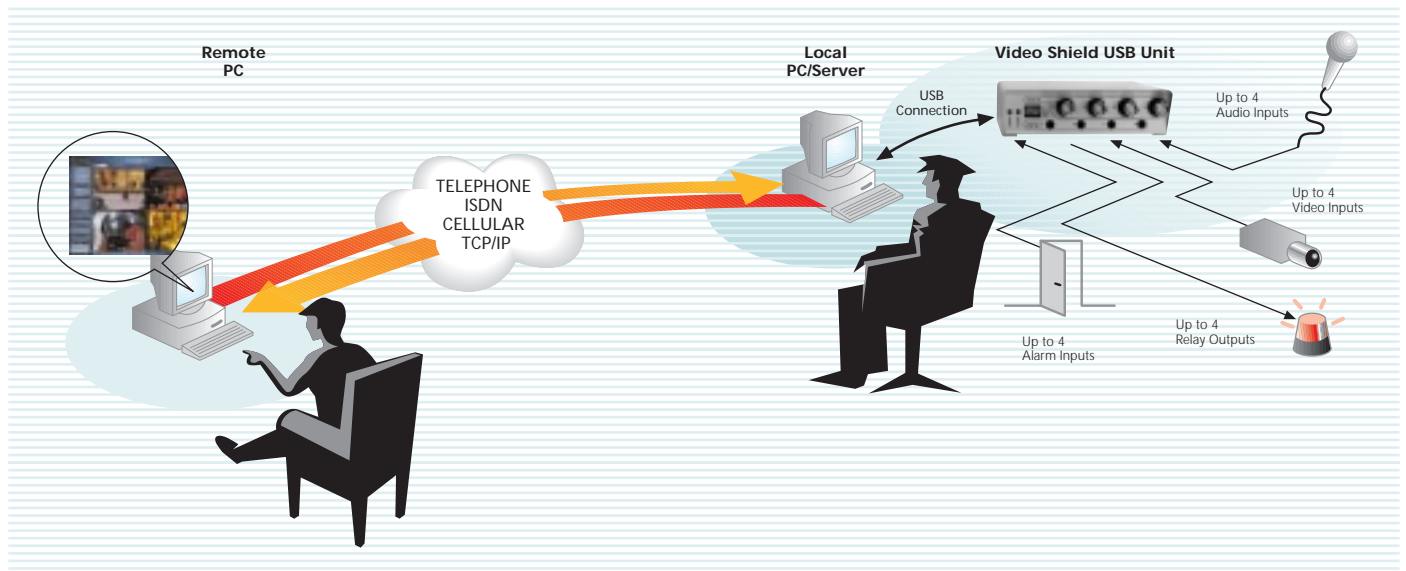 Remote
PC
Local
PC/Server
Video Shield USB Unit
USB
Connection
Up to 4
Audio Inputs
TELEPHONE
ISDN
CELLULAR
TCP/IP
Up to 4
Video Inputs
Up to 4
Relay Outputs
Up to 4
Alarm Inputs